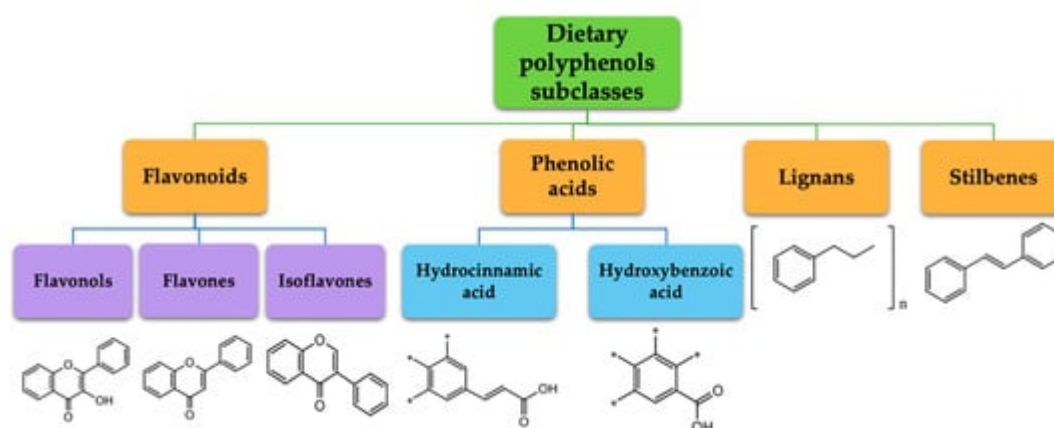 Dietary
polyphenols
subclasses
Flavonoids
Phenolic
acids
Lignans
Stilbenes
Flavonols
Flavones
Isoflavones
Hydrocinnamic
acid
Hydroxybenzoic
acid
n
O
OH
O
O
O
O
O
*
*
*
OH
O
*
*
*
*
*
O
OH